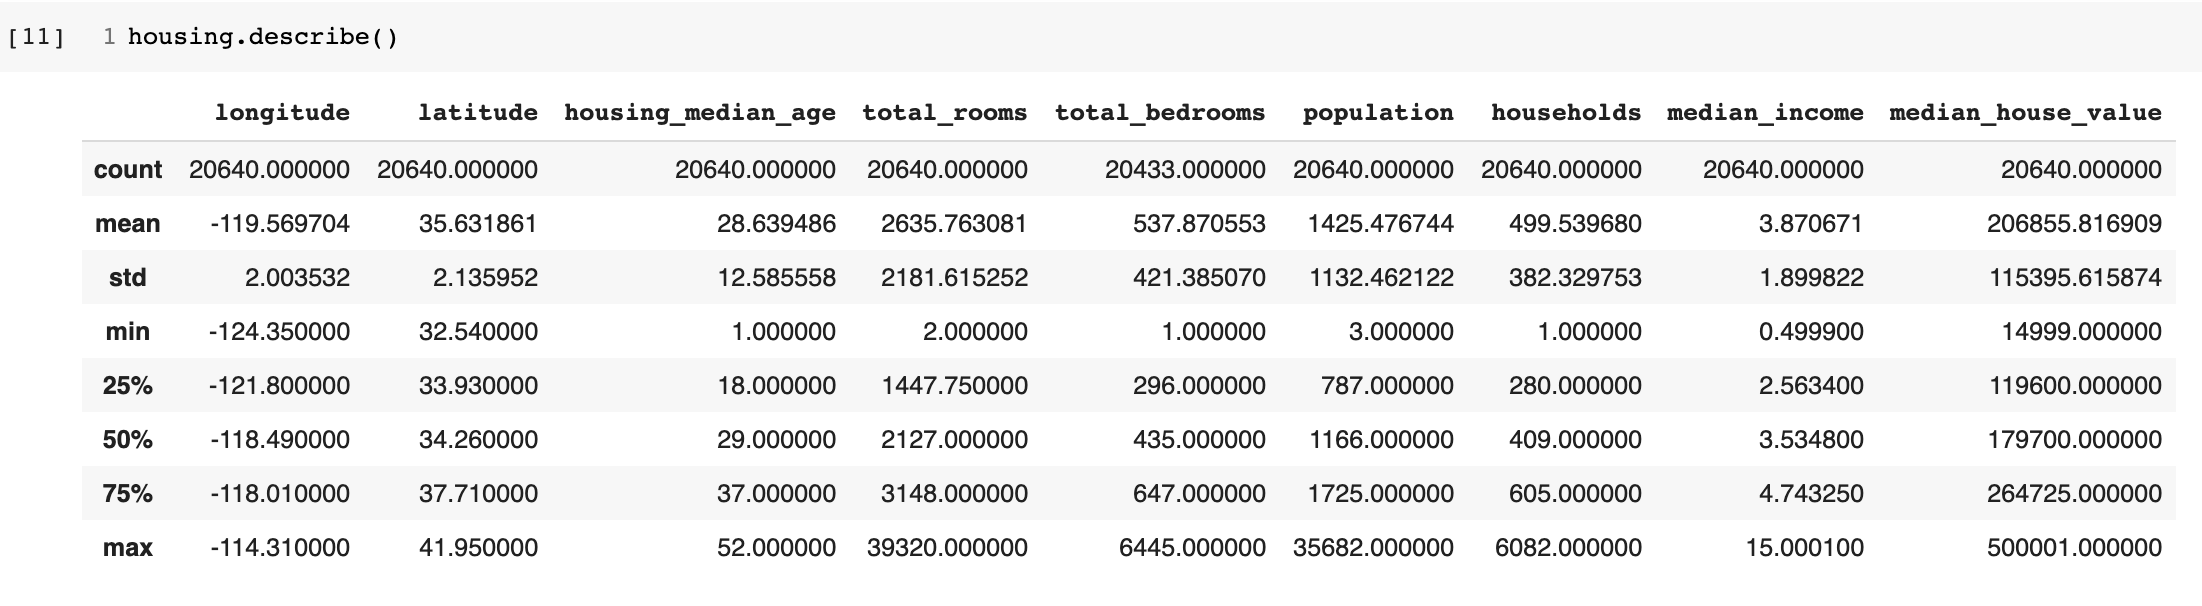 [11] 1 housing.describe()
longitude latitude housing_median_age total_rooms total_bedrooms population households median_income median_house_value
count 20640.000000 20640.000000 20640.000000 20640.000000 20433.000000 20640.000000 20640.000000 20640.000000 20640.000000
mean -119.569704 35.631861 28.639486 2635.763081 537.870553 1425.476744 499.539680 3.870671 206855.816909
std 2.003532 2.135952 12.585558 2181.615252 421.385070 1132.462122 382.329753 1.899822 115395.615874
min -124.350000 32.540000 1.000000 2.000000 1.000000 3.000000 1.000000 0.499900 14999.000000
25% -121.800000 33.930000 18.000000 1447.750000 296.000000 787.000000 280.000000 2.563400 119600.000000
50% -118.490000 34.260000 29.000000 2127.000000 435.000000 1166.000000 409.000000 3.534800 179700.000000
75% -118.010000 37.710000 37.000000 3148.000000 647.000000 1725.000000 605.000000 4.743250 264725.000000
max -114.310000 41.950000 52.000000 39320.000000 6445.000000 35682.000000 6082.000000 15.000100 500001.000000